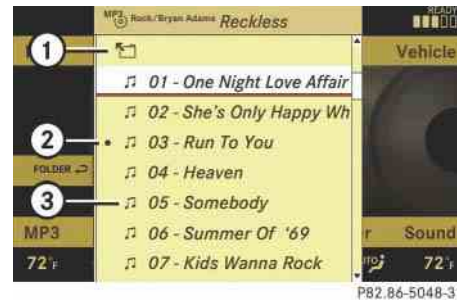 MP3 Rock/Bryan Adams Reckless
READY
1
Vehicle
01 - One Night Love Affair
02 - She's Only Happy Wh
2
03 - Run To You
FOLDER
04 - Heaven
3
05 - Somebody
MP3
06 - Summer Of '69
r
Sound
72°F
07 - Kids Wanna Rock
72°F
P82.86-5048-31